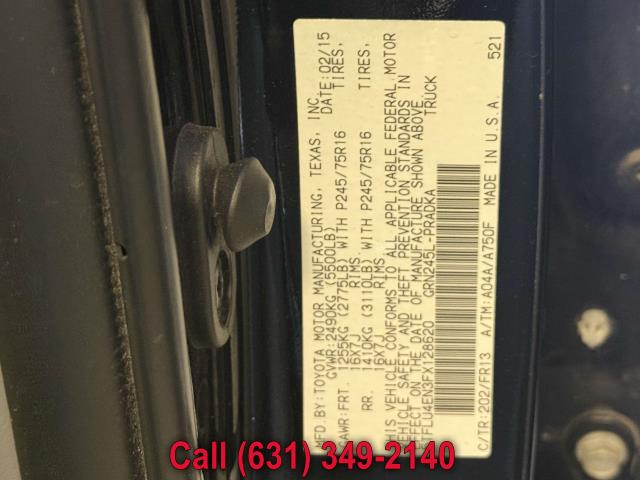 MFD.BY:TOYOTA MOTOR MANUFACTURING, TEXAS, INC. DATE:02/15
GVWR:2490KG (5500LB)
GAWR:FRT. 1255KG (2775LB) WITH P245/75R16 TIRES,
16X7J RIMS
RR. 1410KG (3110LB) WITH P245/75R16 TIRES,
16X7J RIMS
THIS VEHICLE CONFORMS TO ALL APPLICABLE FEDERAL MOTOR
VEHICLE SAFETY AND THEFT PREVENTION STANDARDS IN
EFFECT ON THE DATE OF MANUFACTURE SHOWN ABOVE.
5TFLU4EN3FX128620 GRN245L-PRADKA TRUCK
C/TR:202/FR13 A/TM:A04A/A750F MADE IN U.S.A. 521
Call (631) 349-2140